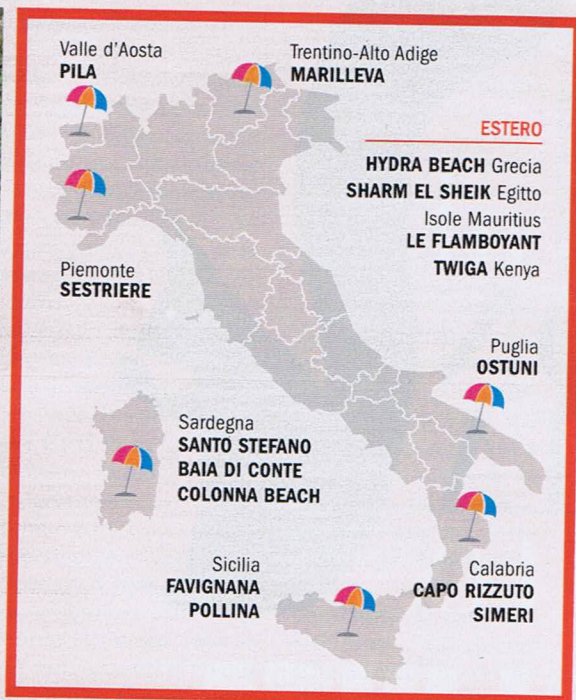 Valle d'Aosta
PILA
Trentino-Alto Adige
MARILLEVA
ESTERO
HYDRA BEACH Grecia
SHARM EL SHEIK Egitto
Isole Mauritius
LE FLAMBOYANT
TWIGA Kenya
Piemonte
SESTRIERE
Puglia
OSTUNI
Sardegna
SANTO STEFANO
BAIA DI CONTE
COLONNA BEACH
Sicilia
FAVIGNANA
POLLINA
Calabria
CAPO RIZZUTO
SIMERI